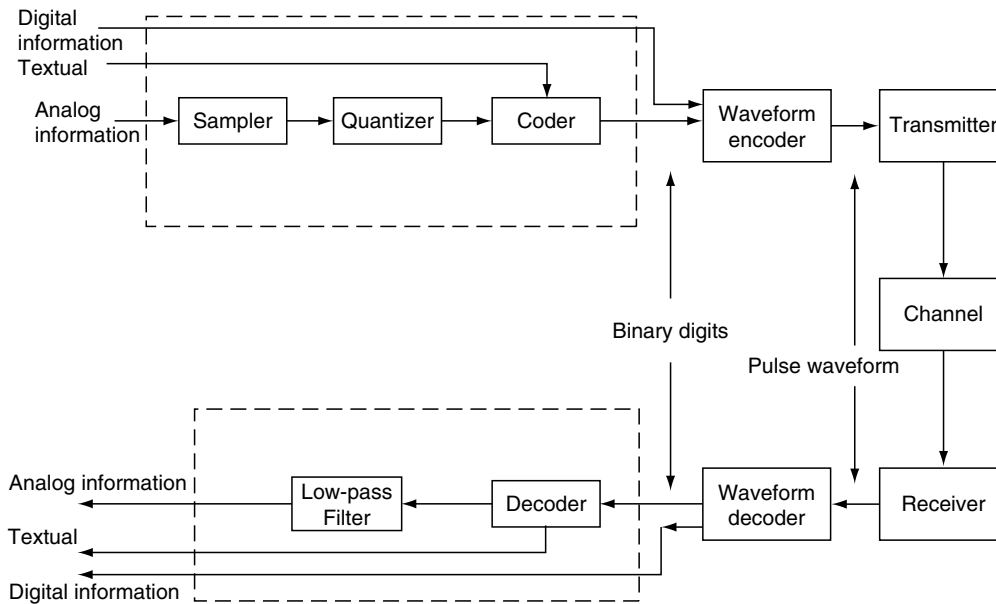 Digital
information
Textual
Analog
information
Sampler
Quantizer
Coder
Waveform
encoder
Transmitter
Channel
Binary digits
Pulse waveform
Analog information
Low-pass
Filter
Decoder
Waveform
decoder
Receiver
Textual
Digital information